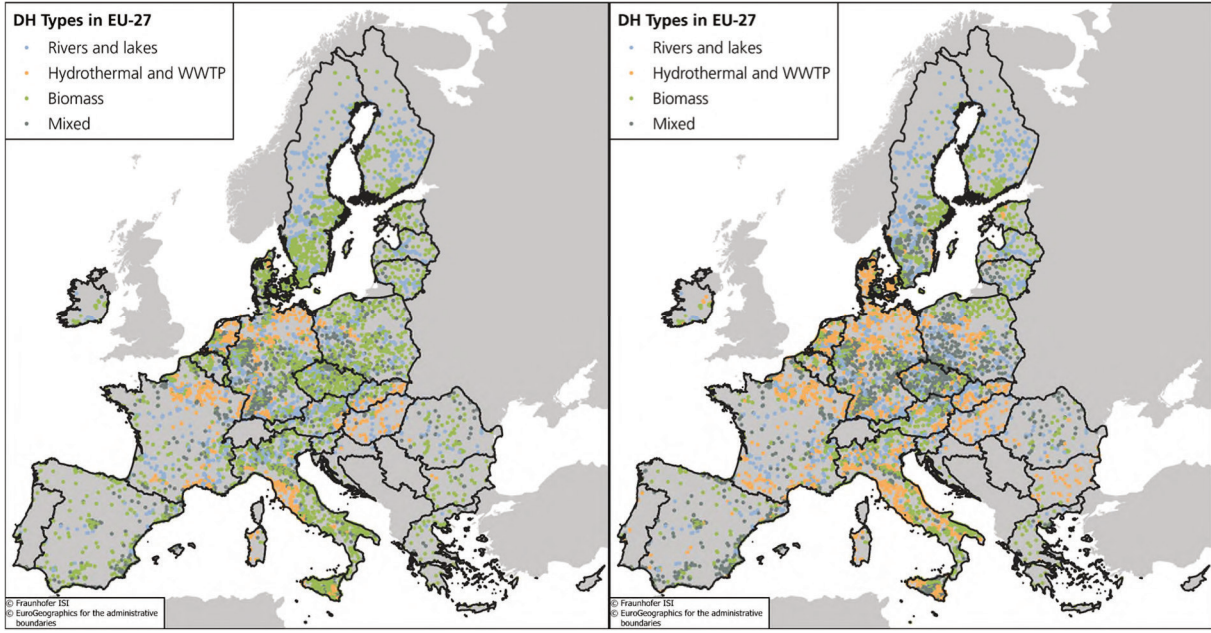 DH Types in EU-27
Rivers and lakes
Hydrothermal and WWTP
Biomass
Mixed
© Fraunhofer ISI
© EuroGeographics for the administrative
boundaries
DH Types in EU-27
Rivers and lakes
Hydrothermal and WWTP
Biomass
Mixed
© Fraunhofer ISI
© EuroGeographics for the administrative
boundaries